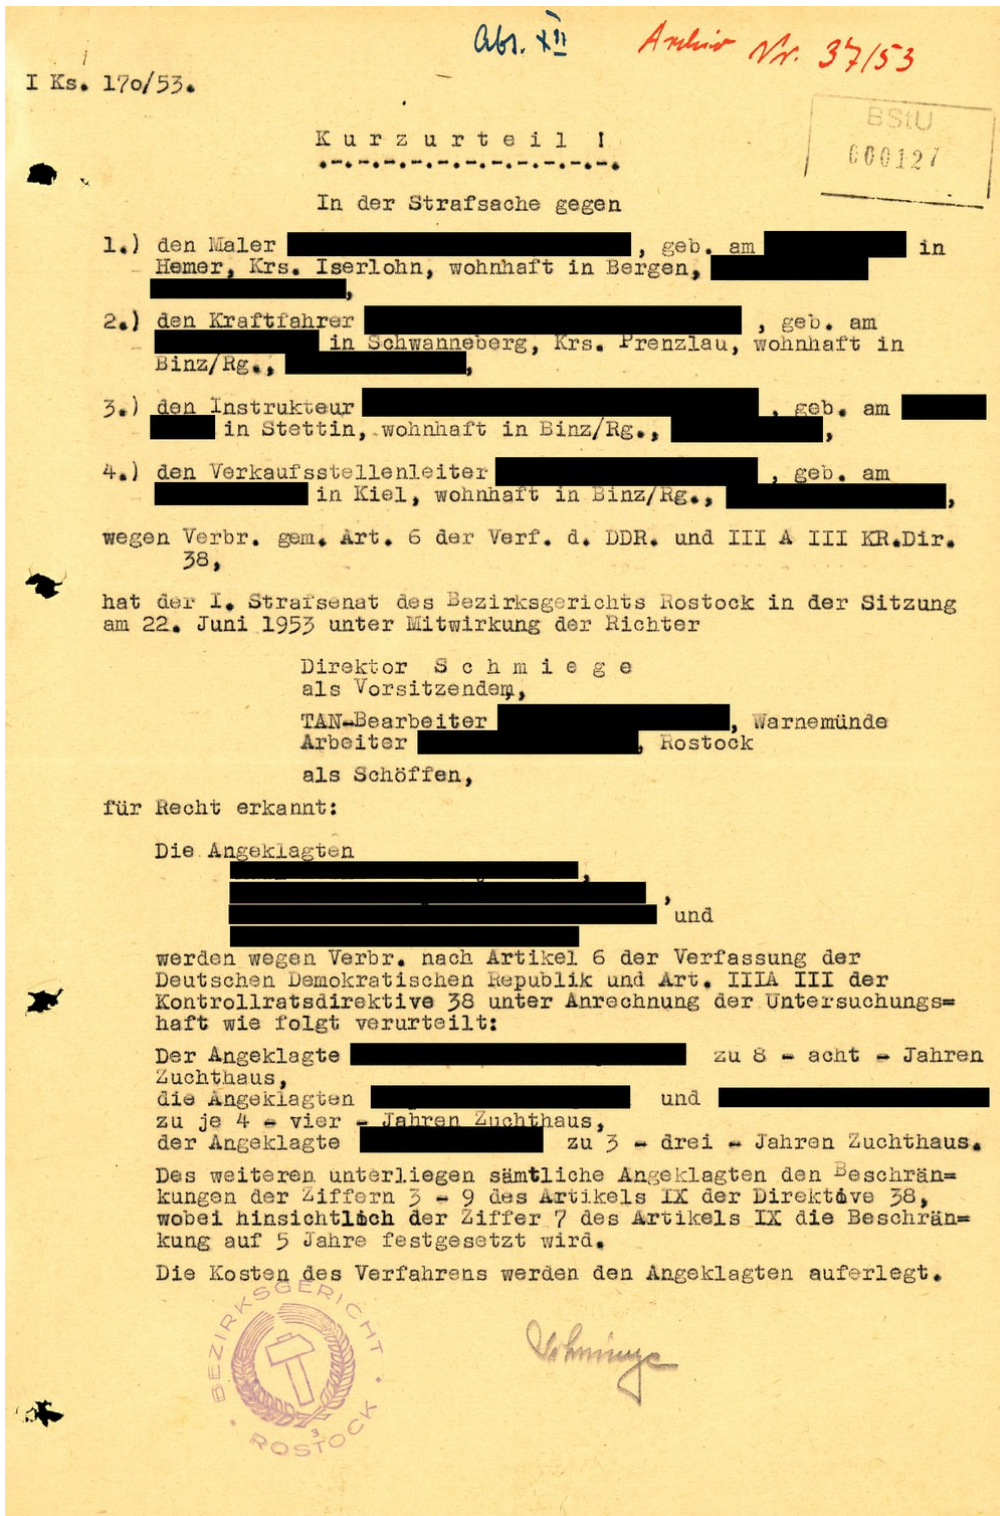 Abs. XII
Archiv Nr. 37/53
I Ks. 170/53.
BStU
000127
K u r z u r t e i l !
In der Strafsache gegen
1.) den Maler , geb. am in
Hemer, Krs. Iserlohn, wohnhaft in Bergen,
,
2.) den Kraftfahrer , geb. am
in Schwanneberg, Krs. Prenzlau, wohnhaft in
Binz/Rg., ,
3.) den Instrukteur , geb. am
in Stettin, wohnhaft in Binz/Rg., ,
4.) den Verkaufsstellenleiter , geb. am
in Kiel, wohnhaft in Binz/Rg., ,
wegen Verbr. gem. Art. 6 der Verf. d. DDR. und III A III KR.Dir.
38,
hat der I. Strafsenat des Bezirksgerichts Rostock in der Sitzung
am 22. Juni 1953 unter Mitwirkung der Richter
Direktor S c h m i e g e
als Vorsitzendem,
TAN-Bearbeiter , Warnemünde
Arbeiter , Rostock
als Schöffen,
für Recht erkannt:
Die Angeklagten
,
,
und
werden wegen Verbr. nach Artikel 6 der Verfassung der
Deutschen Demokratischen Republik und Art. IIIA III der
Kontrollratsdirektive 38 unter Anrechnung der Untersuchungs=
haft wie folgt verurteilt:
Der Angeklagte zu 8 - acht - Jahren
Zuchthaus,
die Angeklagten und
zu je 4 - vier - Jahren Zuchthaus,
der Angeklagte zu 3 - drei - Jahren Zuchthaus.
Des weiteren unterliegen sämtliche Angeklagten den Beschrän=
kungen der Ziffern 3 - 9 des Artikels IX der Direktive 38,
wobei hinsichtlich der Ziffer 7 des Artikels IX die Beschrän=
kung auf 5 Jahre festgesetzt wird.
Die Kosten des Verfahrens werden den Angeklagten auferlegt.
BEZIRKSGERICHT
3
ROSTOCK
Schmiege